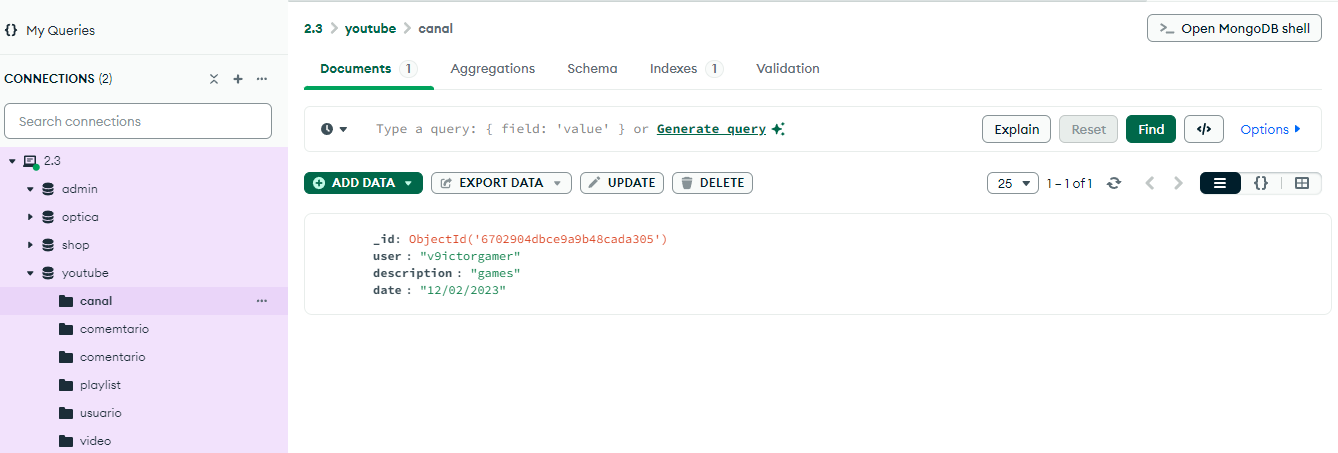 {} My Queries
CONNECTIONS (2)
Search connections
2.3
admin
optica
shop
youtube
canal
comemtario
comentario
playlist
usuario
video
2.3 > youtube > canal
>_ Open MongoDB shell
Documents 1 Aggregations Schema Indexes 1 Validation
Type a query: { field: 'value' } or Generate query
Explain Reset Find </> Options
ADD DATA EXPORT DATA UPDATE DELETE
25 1 – 1 of 1 {}
_id: ObjectId('6702904dbce9a9b48cada305')
user : "v9ictorgamer"
description : "games"
date : "12/02/2023"